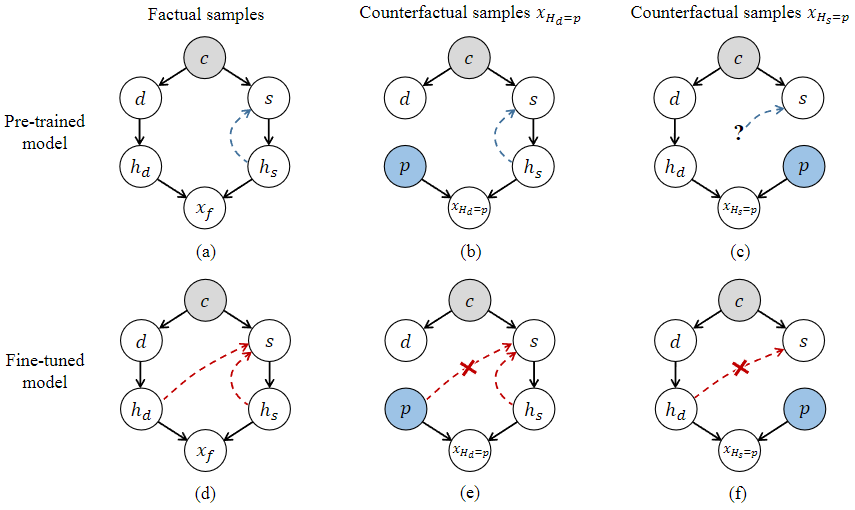 Factual samples
Counterfactual samples x_{H_d=p}
Counterfactual samples x_{H_s=p}
Pre-trained
model
c
d s
h_d h_s
x_f
(a)
c
d s
p h_s
x_{H_d=p}
(b)
c
d s
?
h_d p
x_{H_s=p}
(c)
Fine-tuned
model
c
d s
h_d h_s
x_f
(d)
c
d s
p h_s
x_{H_d=p}
(e)
c
d s
h_d p
x_{H_s=p}
(f)